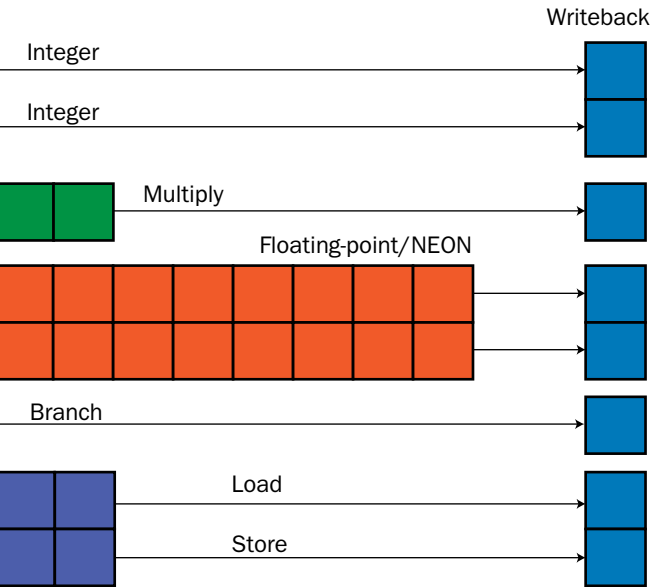 Writeback
Integer
Integer
Multiply
Floating-point/NEON
Branch
Load
Store